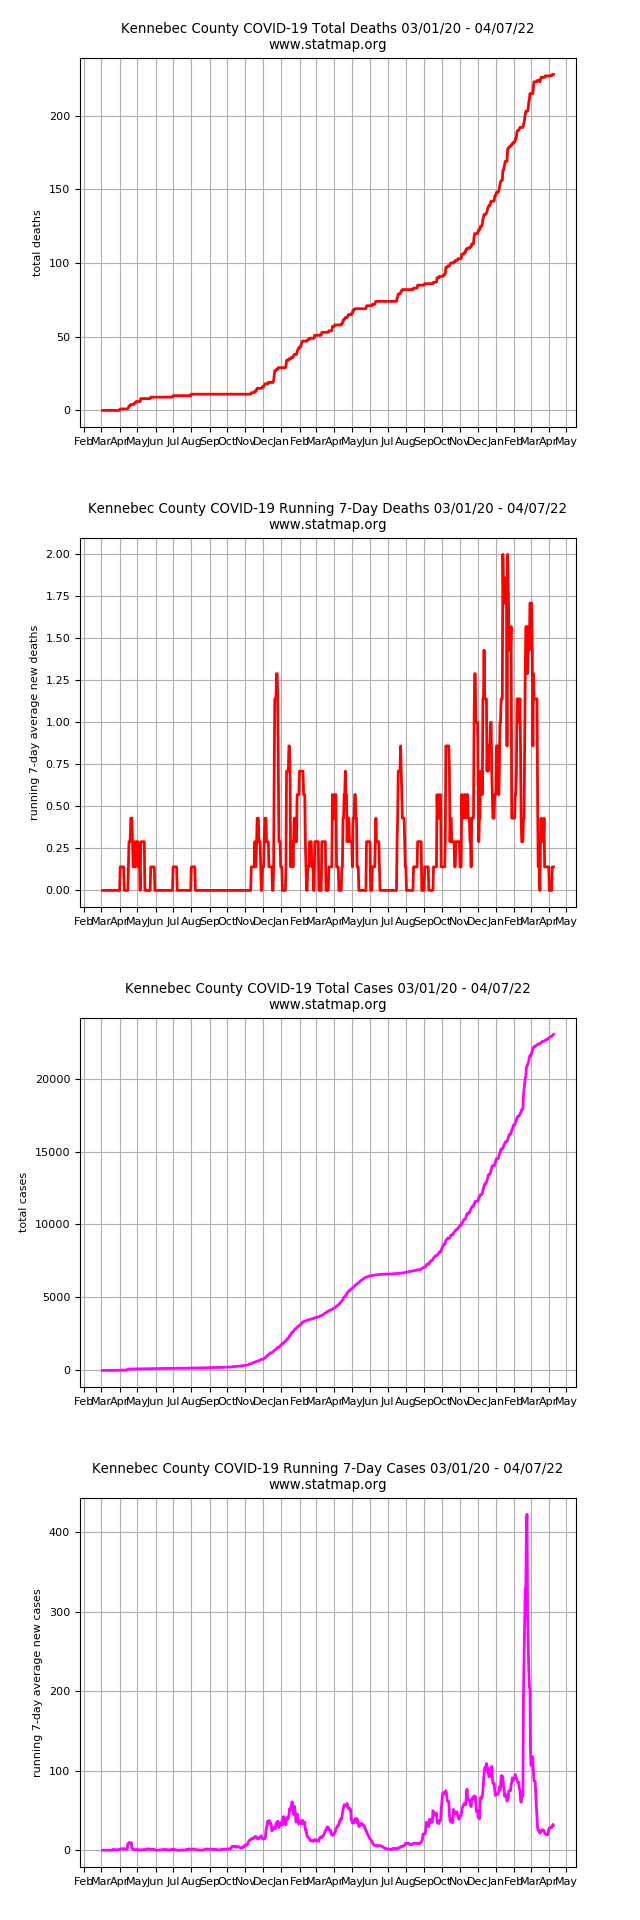 Kennebec County COVID-19 Total Deaths 03/01/20 - 04/07/22
www.statmap.org
200
150
100
50
0
total deaths
Feb Mar Apr May Jun Jul Aug Sep Oct Nov Dec Jan Feb Mar Apr May Jun Jul Aug Sep Oct Nov Dec Jan Feb Mar Apr May
Kennebec County COVID-19 Running 7-Day Deaths 03/01/20 - 04/07/22
www.statmap.org
2.00
1.75
1.50
1.25
1.00
0.75
0.50
0.25
0.00
running 7-day average new deaths
Feb Mar Apr May Jun Jul Aug Sep Oct Nov Dec Jan Feb Mar Apr May Jun Jul Aug Sep Oct Nov Dec Jan Feb Mar Apr May
Kennebec County COVID-19 Total Cases 03/01/20 - 04/07/22
www.statmap.org
20000
15000
10000
5000
0
total cases
Feb Mar Apr May Jun Jul Aug Sep Oct Nov Dec Jan Feb Mar Apr May Jun Jul Aug Sep Oct Nov Dec Jan Feb Mar Apr May
Kennebec County COVID-19 Running 7-Day Cases 03/01/20 - 04/07/22
www.statmap.org
400
300
200
100
0
running 7-day average new cases
Feb Mar Apr May Jun Jul Aug Sep Oct Nov Dec Jan Feb Mar Apr May Jun Jul Aug Sep Oct Nov Dec Jan Feb Mar Apr May